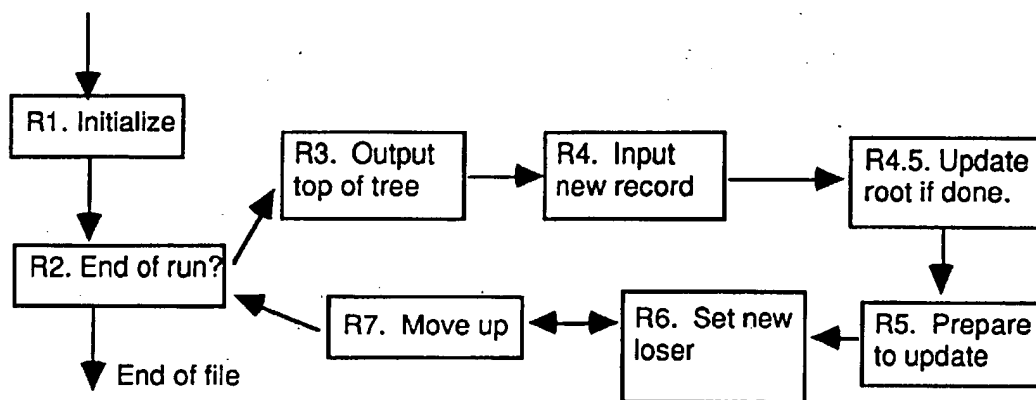 R1. Initialize
R2. End of run?
End of file
R3. Output
top of tree
R4. Input
new record
R4.5. Update
root if done.
R5. Prepare
to update
R6. Set new
loser
R7. Move up